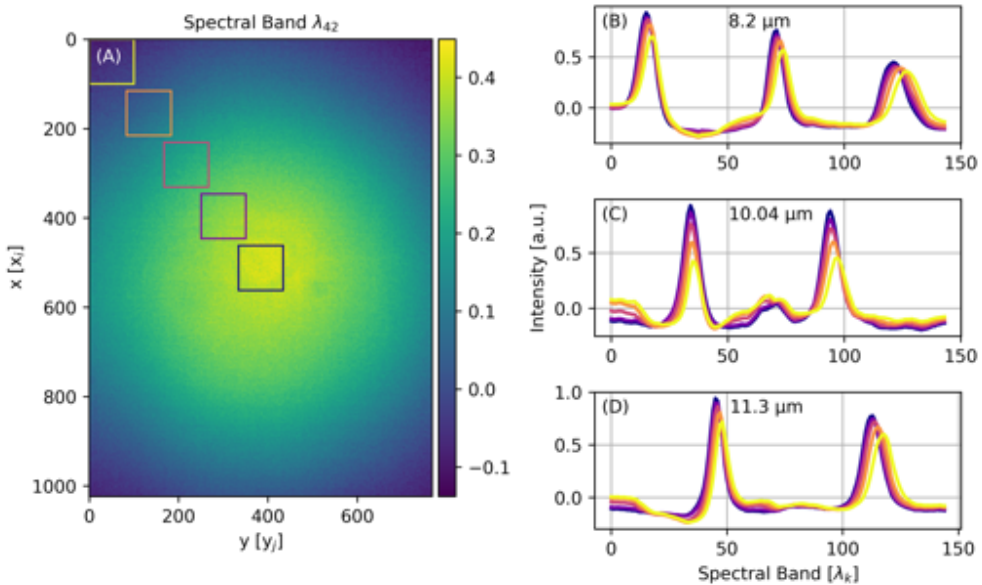 Spectral Band λ42
(A)
0
200
400
600
800
1000
x [xi]
0 200 400 600
y [yj]
0.4
0.3
0.2
0.1
0.0
−0.1
(B) 8.2 μm
0.5
0.0
0 50 100 150
(C) 10.04 μm
0.5
0.0
0 50 100 150
Intensity [a.u.]
(D) 11.3 μm
1.0
0.5
0.0
0 50 100 150
Spectral Band [λk]